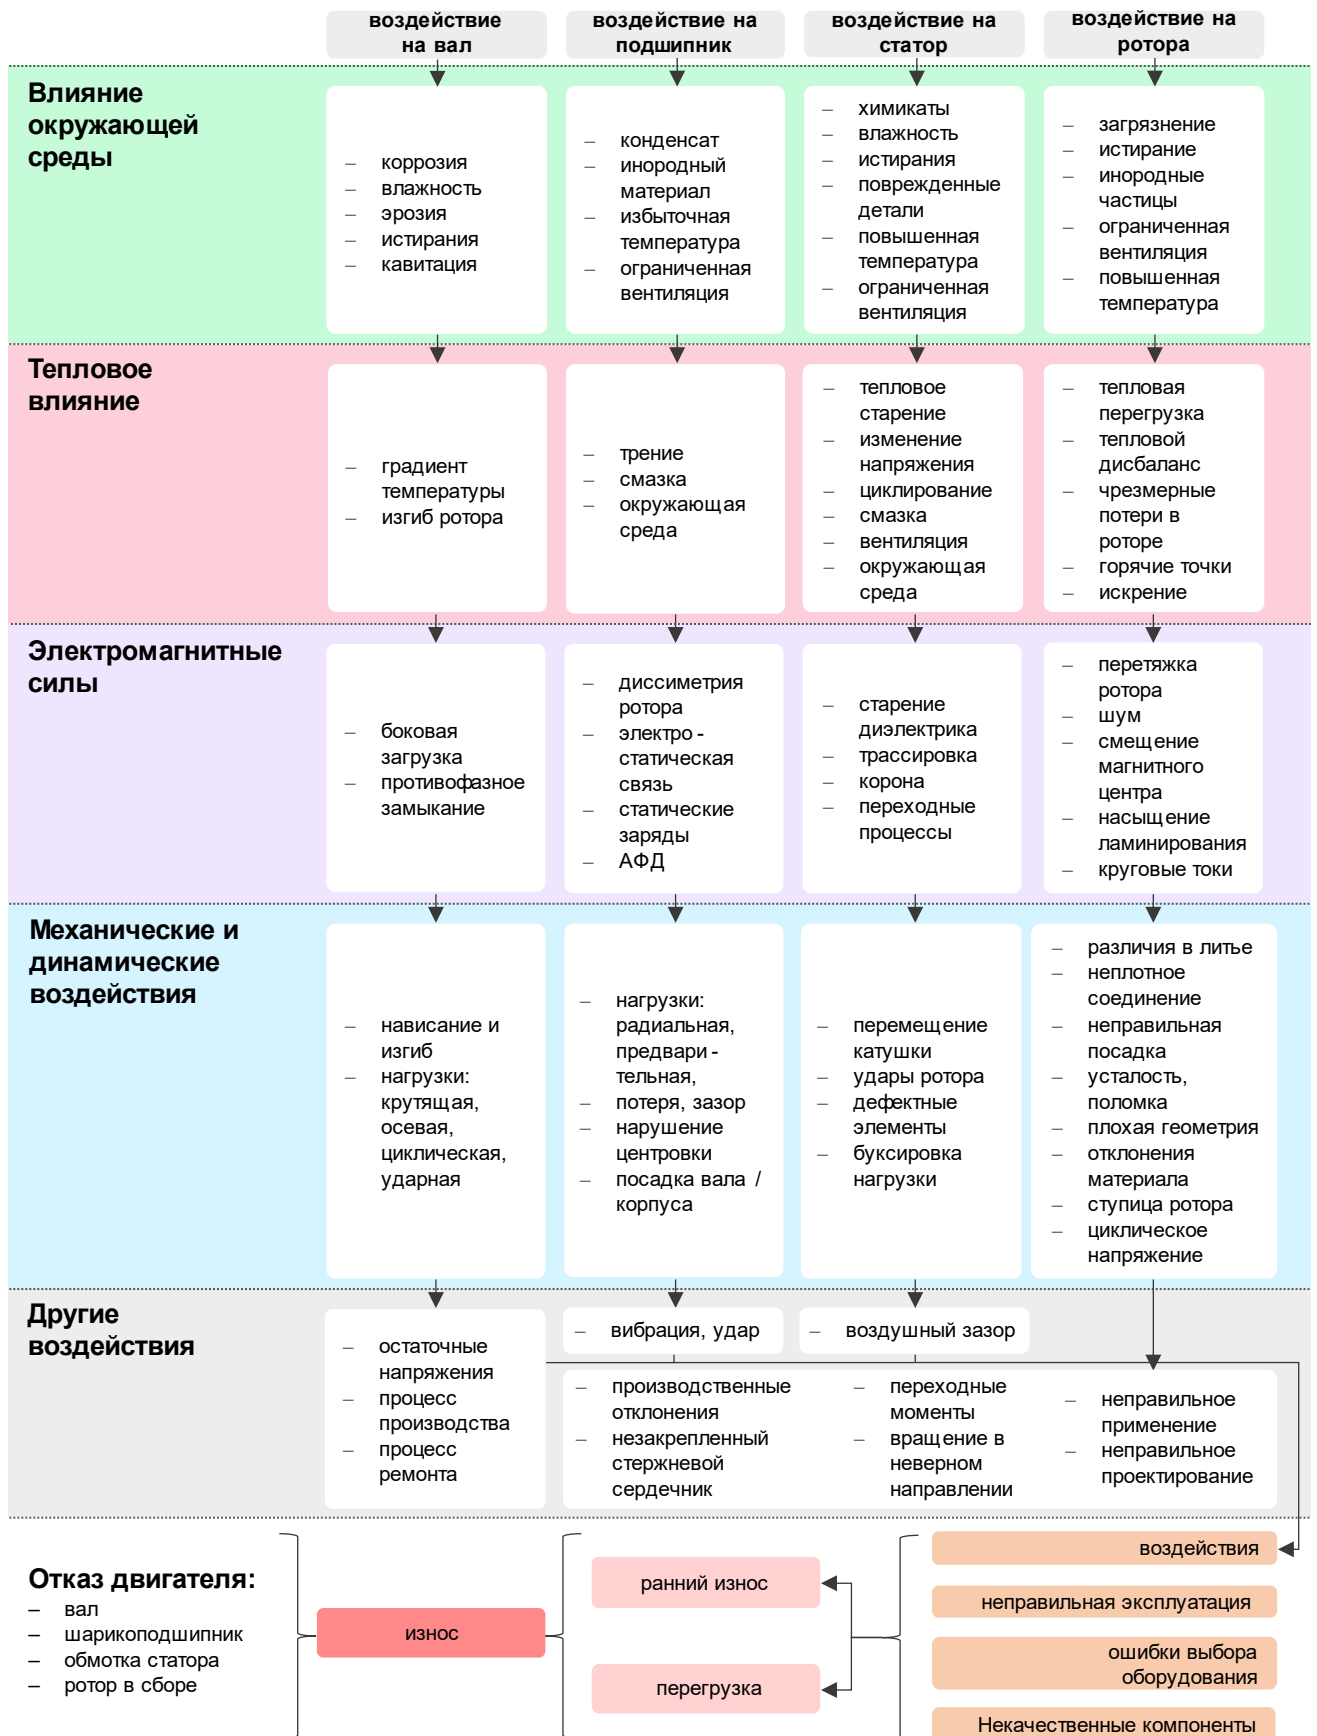 воздействие
на вал
воздействие на
подшипник
воздействие на
статор
воздействие на
ротора
Влияние
окружающей
среды
– коррозия
– влажность
– эрозия
– истирания
– кавитация
– конденсат
– инородный
материал
– избыточная
температура
– ограниченная
вентиляция
– химикаты
– влажность
– истирания
– поврежденные
детали
– повышенная
температура
– ограниченная
вентиляция
– загрязнение
– истирание
– инородные
частицы
– ограниченная
вентиляция
– повышенная
температура
Тепловое
влияние
– градиент
температуры
– изгиб ротора
– трение
– смазка
– окружающая
среда
– тепловое
старение
– изменение
напряжения
– циклирование
– смазка
– вентиляция
– окружающая
среда
– тепловая
перегрузка
– тепловой
дисбаланс
– чрезмерные
потери в
роторе
– горячие точки
– искрение
Электромагнитные
силы
– боковая
загрузка
– противофазное
замыкание
– диссиметрия
ротора
– электро-
статическая
связь
– статические
заряды
– АФД
– старение
диэлектрика
– трассировка
– корона
– переходные
процессы
– перетяжка
ротора
– шум
– смещение
магнитного
центра
– насыщение
ламинирования
– круговые токи
Механические и
динамические
воздействия
– нависание и
изгиб
– нагрузки:
крутящая,
осевая,
циклическая,
ударная
– нагрузки:
радиальная,
предвари-
тельная,
– потеря, зазор
– нарушение
центровки
– посадка вала /
корпуса
– перемещение
катушки
– удары ротора
– дефектные
элементы
– буксировка
нагрузки
– различия в литье
– неплотное
соединение
– неправильная
посадка
– усталость,
поломка
– плохая геометрия
– отклонения
материала
– ступица ротора
– циклическое
напряжение
Другие
воздействия
– остаточные
напряжения
– процесс
производства
– процесс
ремонта
– вибрация, удар
– воздушный зазор
– производственные
отклонения
– незакрепленный
стержневой
сердечник
– переходные
моменты
– вращение в
неверном
направлении
– неправильное
применение
– неправильное
проектирование
Отказ двигателя:
– вал
– шарикоподшипник
– обмотка статора
– ротор в сборе
износ
ранний износ
перегрузка
воздействия
неправильная эксплуатация
ошибки выбора
оборудования
Некачественные компоненты